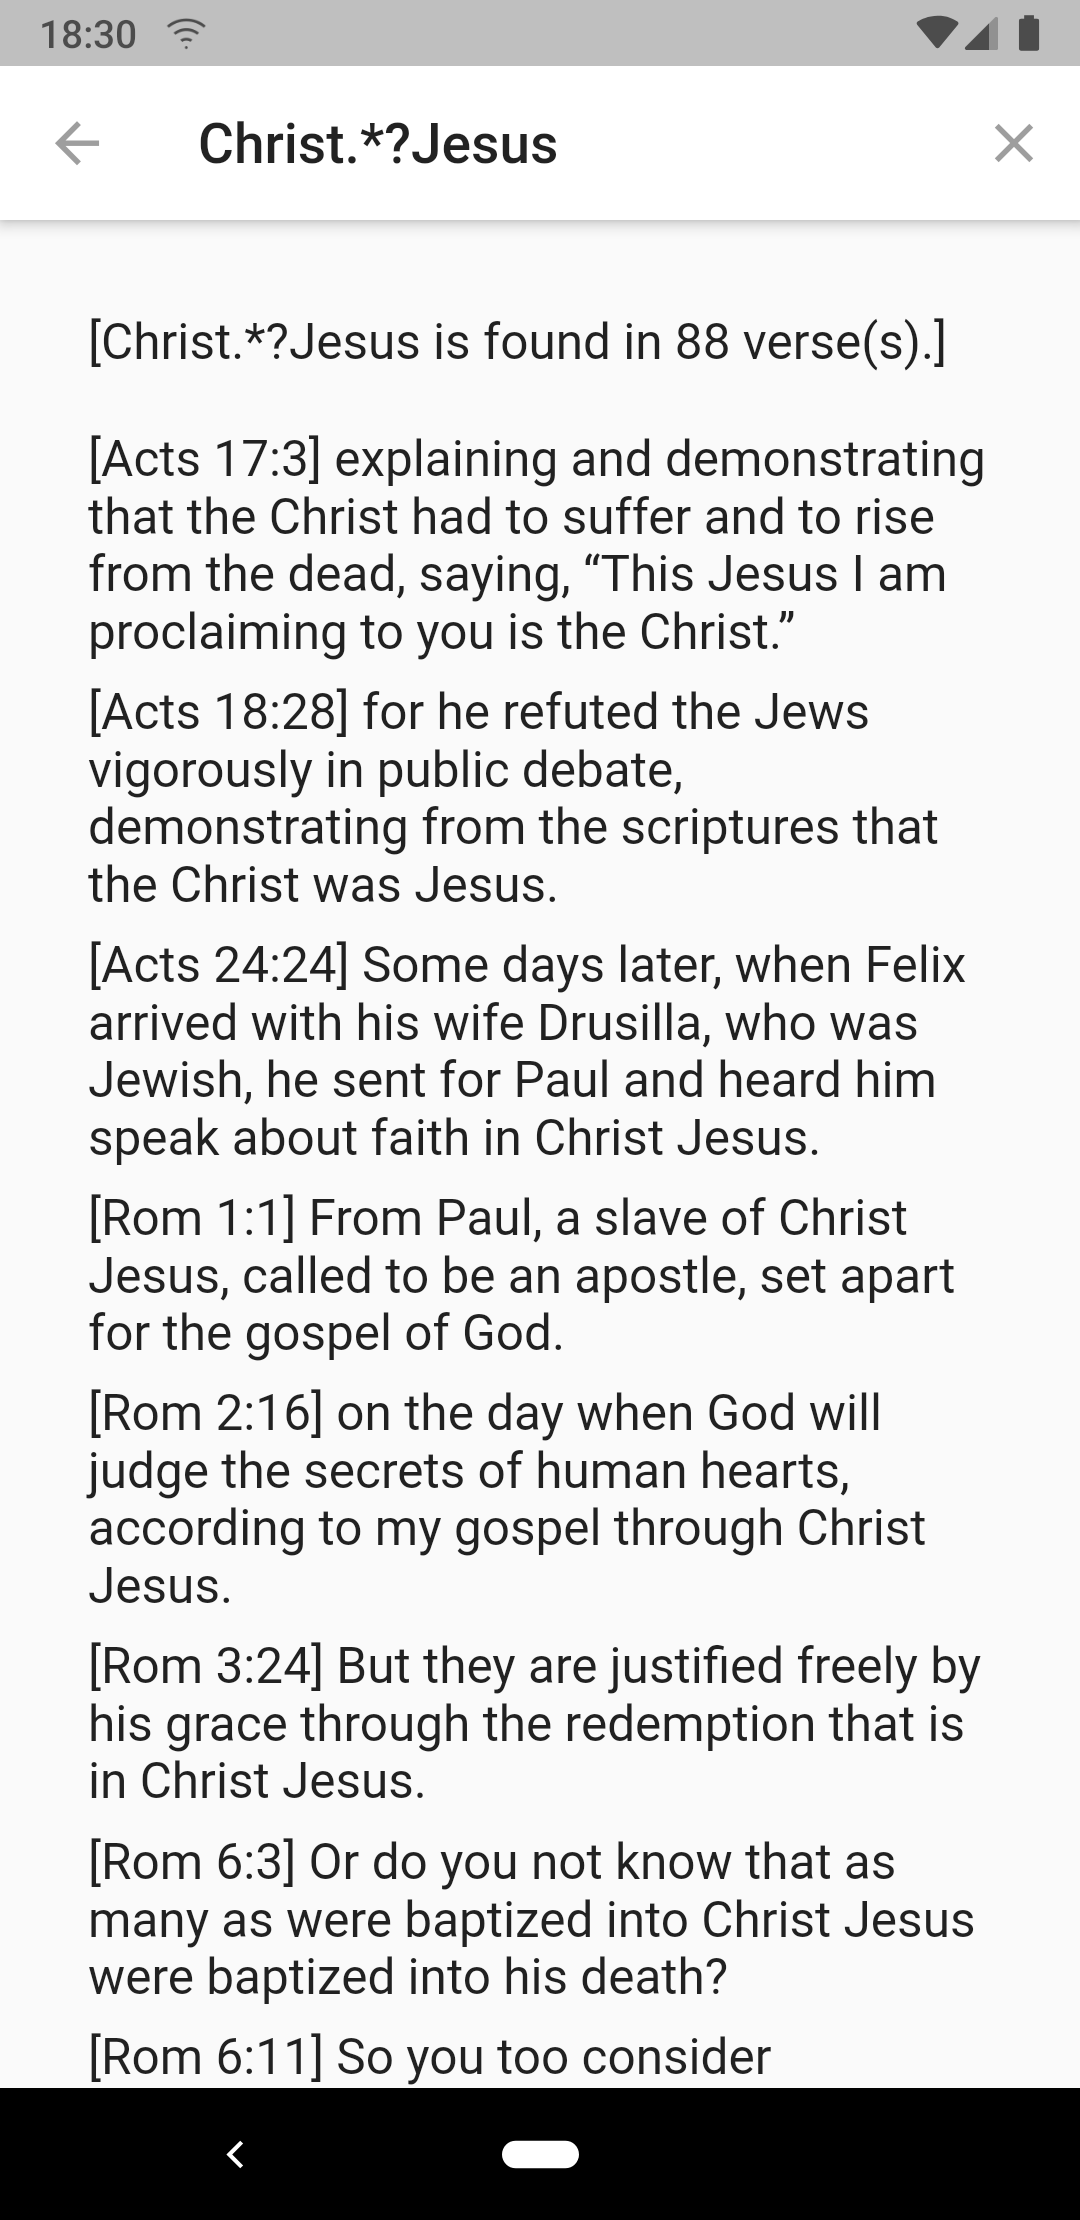 18:30
Christ.*?Jesus
[Christ.*?Jesus is found in 88 verse(s).]
[Acts 17:3] explaining and demonstrating
that the Christ had to suffer and to rise
from the dead, saying, “This Jesus I am
proclaiming to you is the Christ.”
[Acts 18:28] for he refuted the Jews
vigorously in public debate,
demonstrating from the scriptures that
the Christ was Jesus.
[Acts 24:24] Some days later, when Felix
arrived with his wife Drusilla, who was
Jewish, he sent for Paul and heard him
speak about faith in Christ Jesus.
[Rom 1:1] From Paul, a slave of Christ
Jesus, called to be an apostle, set apart
for the gospel of God.
[Rom 2:16] on the day when God will
judge the secrets of human hearts,
according to my gospel through Christ
Jesus.
[Rom 3:24] But they are justified freely by
his grace through the redemption that is
in Christ Jesus.
[Rom 6:3] Or do you not know that as
many as were baptized into Christ Jesus
were baptized into his death?
[Rom 6:11] So you too consider